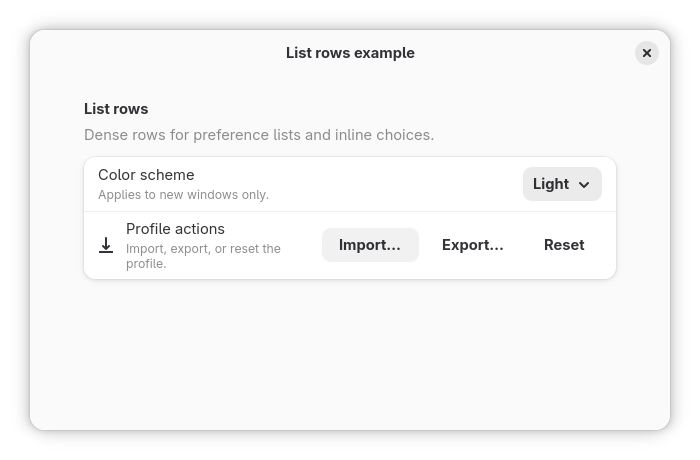 List rows example
List rows
Dense rows for preference lists and inline choices.
Color scheme
Applies to new windows only.
Light
Profile actions
Import, export, or reset the
profile.
Import…
Export…
Reset